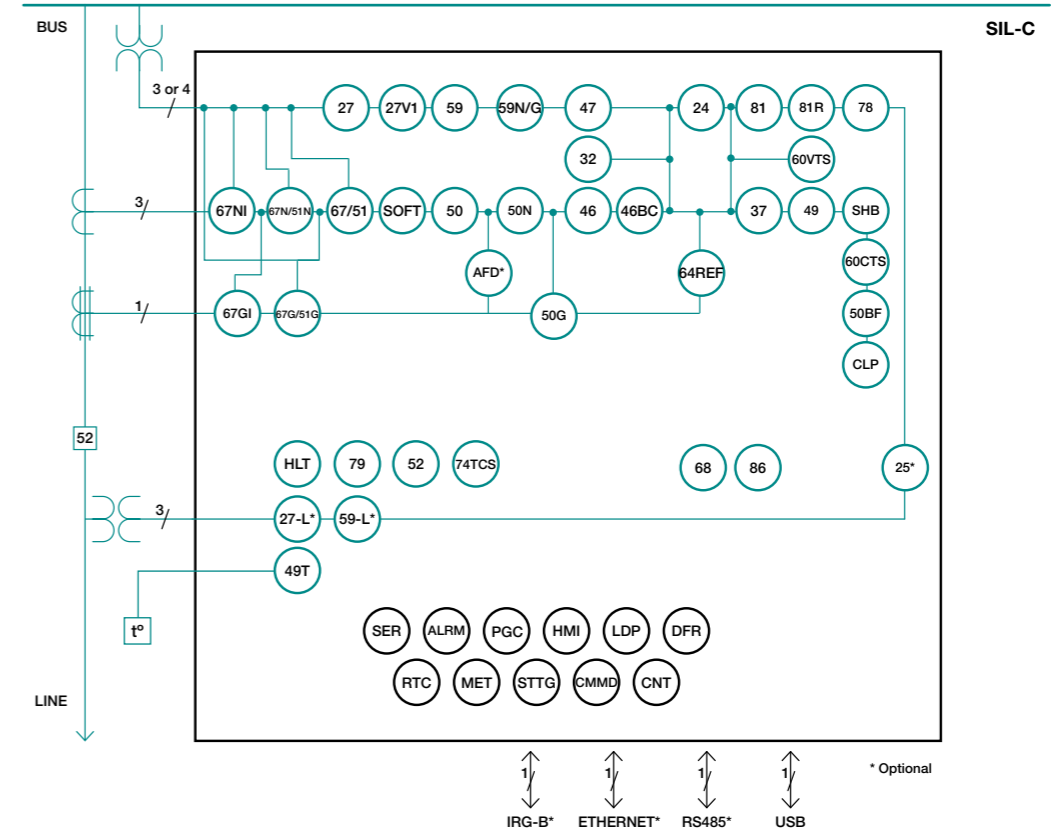 BUS
SIL-C
3 or 4
27 27V1 59 59N/G 47 24 81 81R 78
32 60VTS
3
67NI 67N/51N 67/51 SOFT 50 50N 46 46BC 37 49 SHB
AFD* 64REF 60CTS
1
67GI 67G/51G 50G 50BF
CLP
52
HLT 79 52 74TCS 68 86 25*
3
27-L* 59-L*
49T
tº
SER ALRM PGC HMI LDP DFR
RTC MET STTG CMMD CNT
LINE
* Optional
1 1 1 1
IRG-B* ETHERNET* RS485* USB